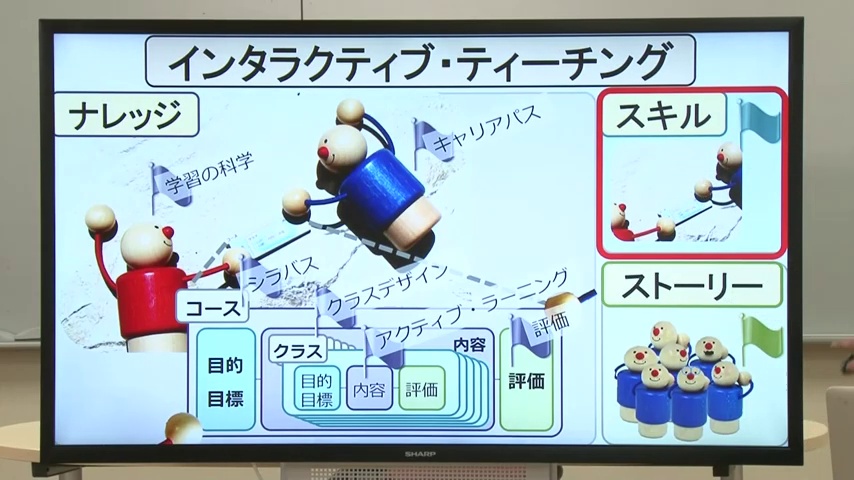 インタラクティブ・ティーチング
ナレッジ
スキル
キャリアパス
学習の科学
シラバス
クラスデザイン
アクティブ・ラーニング
評価
ストーリー
コース
目的
目標
クラス
内容
目的
目標
内容
評価
評価
SHARP